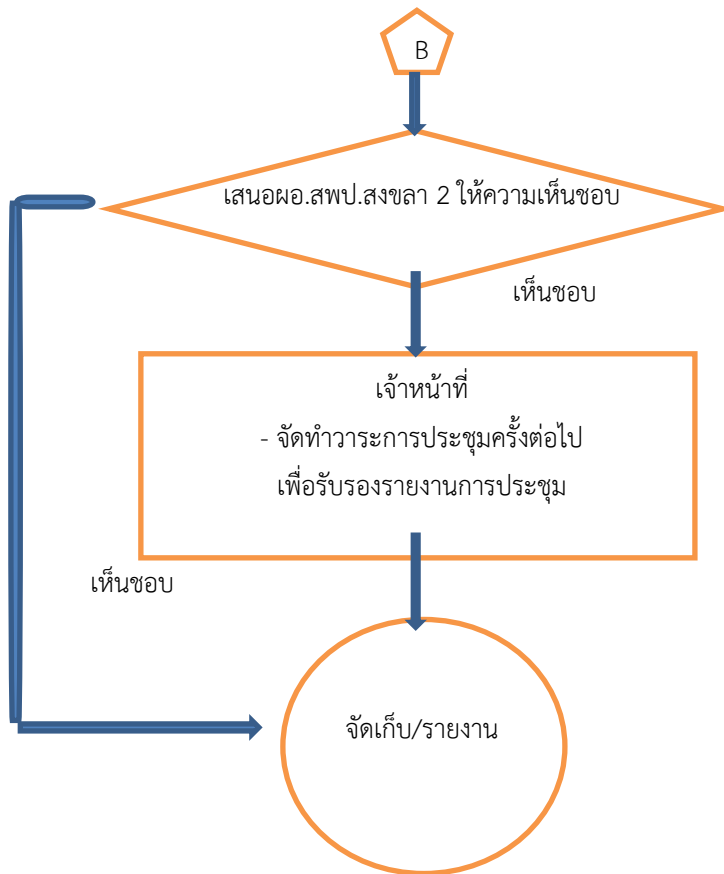 B
เสนอผอ.สพป.สงขลา 2 ให้ความเห็นชอบ
เห็นชอบ
เจ้าหน้าที่
- จัดทำวาระการประชุมครั้งต่อไป
เพื่อรับรองรายงานการประชุม
เห็นชอบ
จัดเก็บ/รายงาน